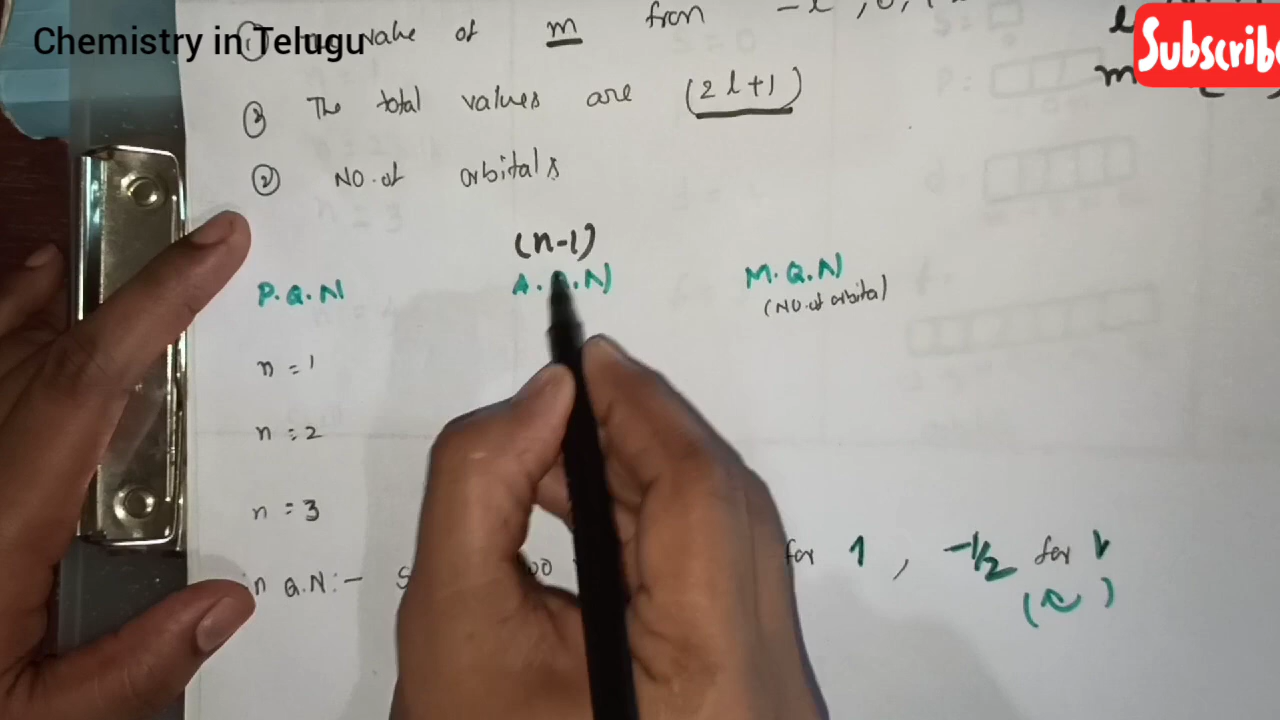 Chemistry in Telugu
value of m from -l, 0,
l
Subscribe
m
③ The total values are (2l+1)
② NO. of orbitals
(n-1)
P.Q.N A.Q.N M.Q.N
(NO. of orbital)
n = 1
n = 2
n = 3
n Q.N:- for 1, -1/2 for